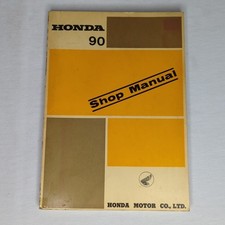 HONDA
90
Shop Manual
HONDA MOTOR CO., LTD.